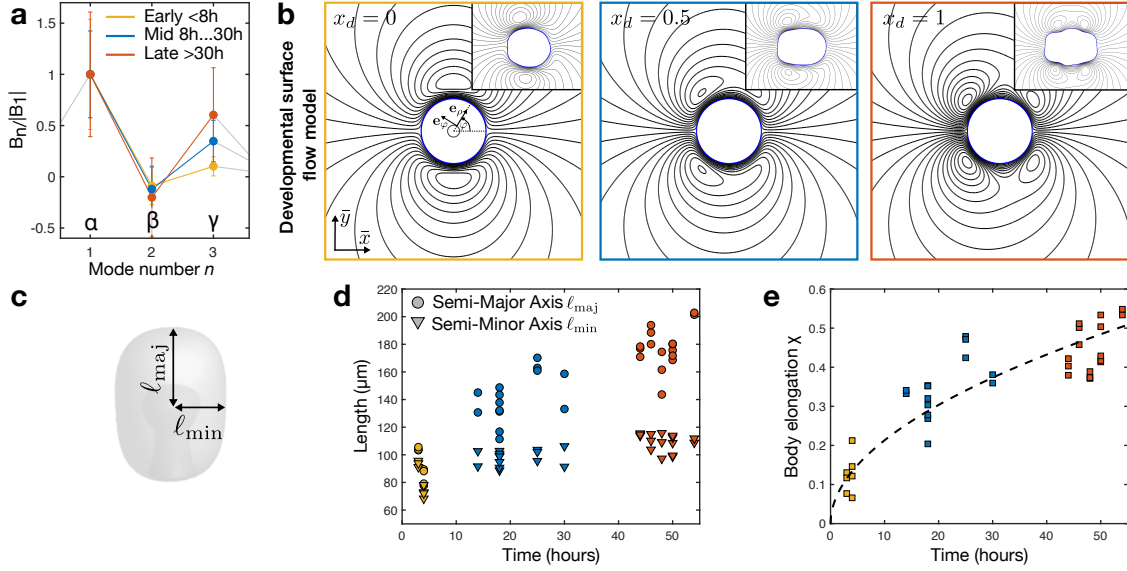 a
Early <8h
Mid 8h...30h
Late >30h
1.5
1
0.5
0
-0.5
Bn/|B1|
α
β
γ
1
2
3
Mode number n
b
Developmental surface
flow model
x_d = 0
x_d = 0.5
x_d = 1
e_φ
e_ρ
φ
ȳ
x̄
c
ℓmaj
ℓmin
d
Semi-Major Axis ℓmaj
Semi-Minor Axis ℓmin
220
200
180
160
140
120
100
80
60
Length (μm)
0
10
20
30
40
50
Time (hours)
e
0.6
0.5
0.4
0.3
0.2
0.1
0
Body elongation χ
0
10
20
30
40
50
Time (hours)